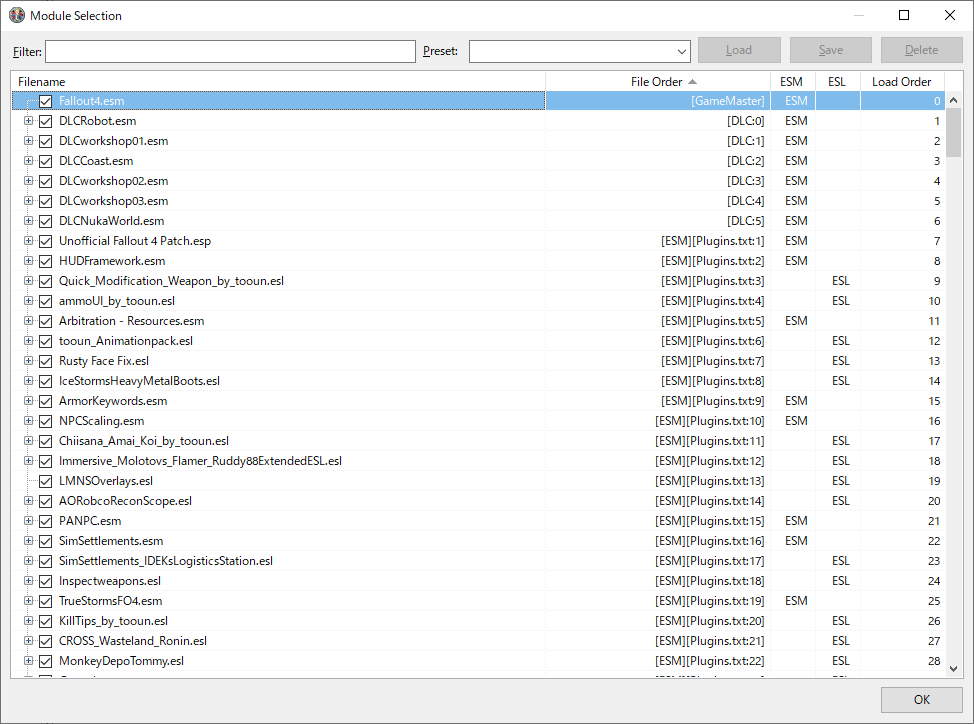 Module Selection
Filter: Preset: Load Save Delete
Filename File Order ESM ESL Load Order
Fallout4.esm [GameMaster] ESM 0
DLCRobot.esm [DLC:0] ESM 1
DLCworkshop01.esm [DLC:1] ESM 2
DLCCoast.esm [DLC:2] ESM 3
DLCworkshop02.esm [DLC:3] ESM 4
DLCworkshop03.esm [DLC:4] ESM 5
DLCNukaWorld.esm [DLC:5] ESM 6
Unofficial Fallout 4 Patch.esp [ESM][Plugins.txt:1] ESM 7
HUDFramework.esm [ESM][Plugins.txt:2] ESM 8
Quick_Modification_Weapon_by_tooun.esl [ESM][Plugins.txt:3] ESL 9
ammoUI_by_tooun.esl [ESM][Plugins.txt:4] ESL 10
Arbitration - Resources.esm [ESM][Plugins.txt:5] ESM 11
tooun_Animationpack.esl [ESM][Plugins.txt:6] ESL 12
Rusty Face Fix.esl [ESM][Plugins.txt:7] ESL 13
IceStormsHeavyMetalBoots.esl [ESM][Plugins.txt:8] ESL 14
ArmorKeywords.esm [ESM][Plugins.txt:9] ESM 15
NPCScaling.esm [ESM][Plugins.txt:10] ESM 16
Chiisana_Amai_Koi_by_tooun.esl [ESM][Plugins.txt:11] ESL 17
Immersive_Molotovs_Flamer_Ruddy88ExtendedESL.esl [ESM][Plugins.txt:12] ESL 18
LMNSOverlays.esl [ESM][Plugins.txt:13] ESL 19
AORobcoReconScope.esl [ESM][Plugins.txt:14] ESL 20
PANPC.esm [ESM][Plugins.txt:15] ESM 21
SimSettlements.esm [ESM][Plugins.txt:16] ESM 22
SimSettlements_IDEKsLogisticsStation.esl [ESM][Plugins.txt:17] ESL 23
Inspectweapons.esl [ESM][Plugins.txt:18] ESL 24
TrueStormsFO4.esm [ESM][Plugins.txt:19] ESM 25
KillTips_by_tooun.esl [ESM][Plugins.txt:20] ESL 26
CROSS_Wasteland_Ronin.esl [ESM][Plugins.txt:21] ESL 27
MonkeyDepoTommy.esl [ESM][Plugins.txt:22] ESL 28
OK